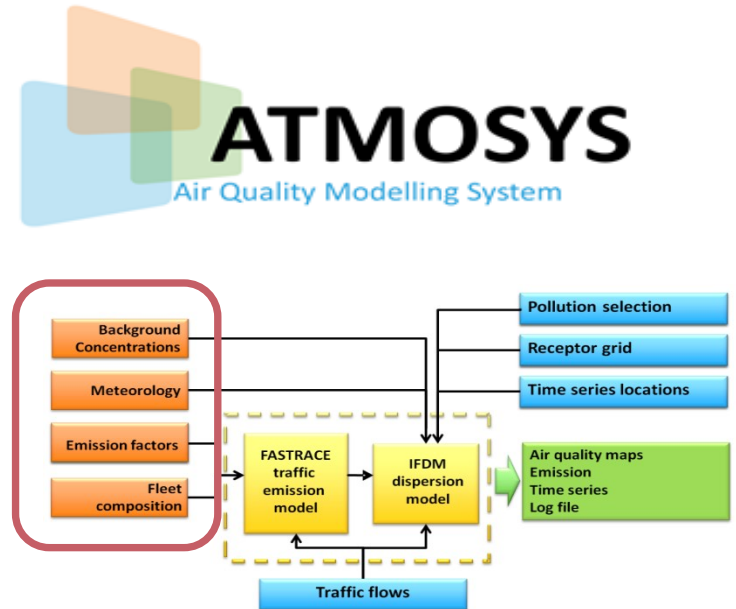 ATMOSYS
Air Quality Modelling System
Background
Concentrations
Meteorology
Emission factors
Fleet
composition
FASTRACE
traffic
emission
model
IFDM
dispersion
model
Pollution selection
Receptor grid
Time series locations
Air quality maps
Emission
Time series
Log file
Traffic flows